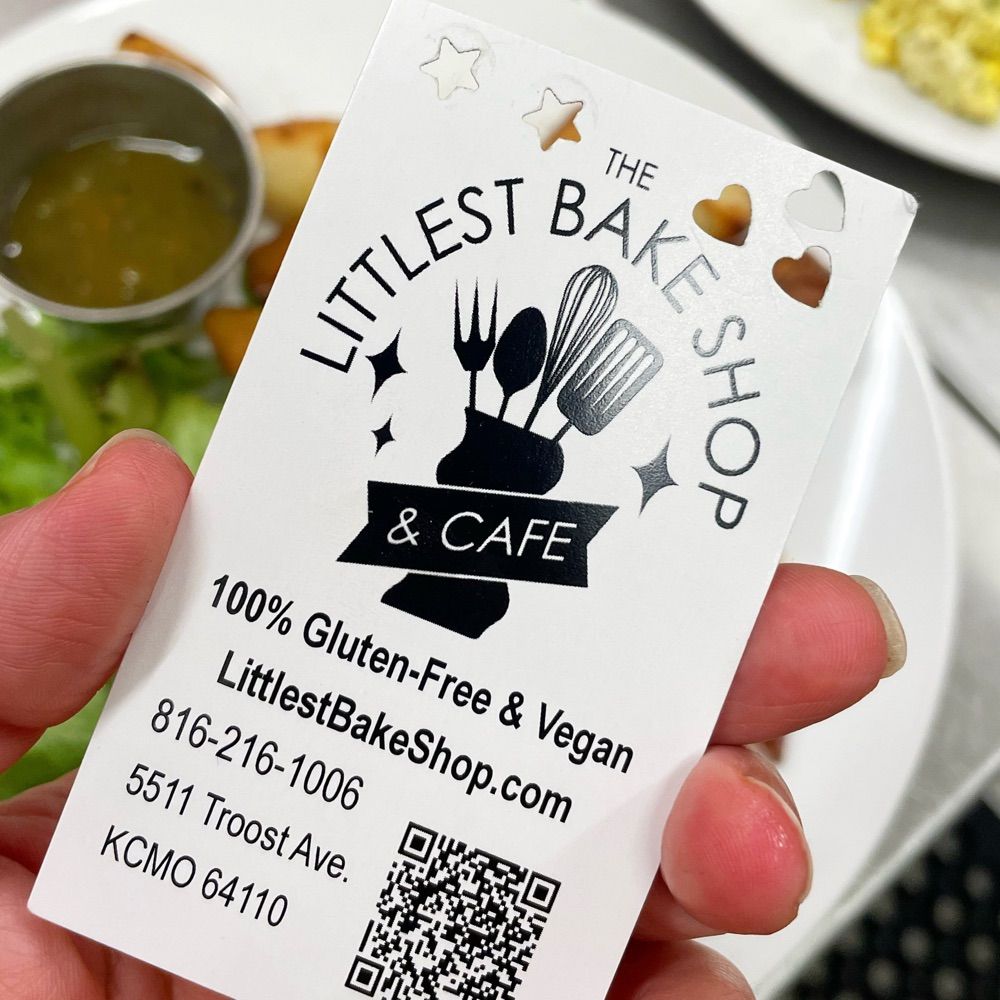 THE
LITTLEST BAKE SHOP
& CAFE
100% Gluten-Free & Vegan
LittlestBakeShop.com
816-216-1006
5511 Troost Ave.
KCMO 64110